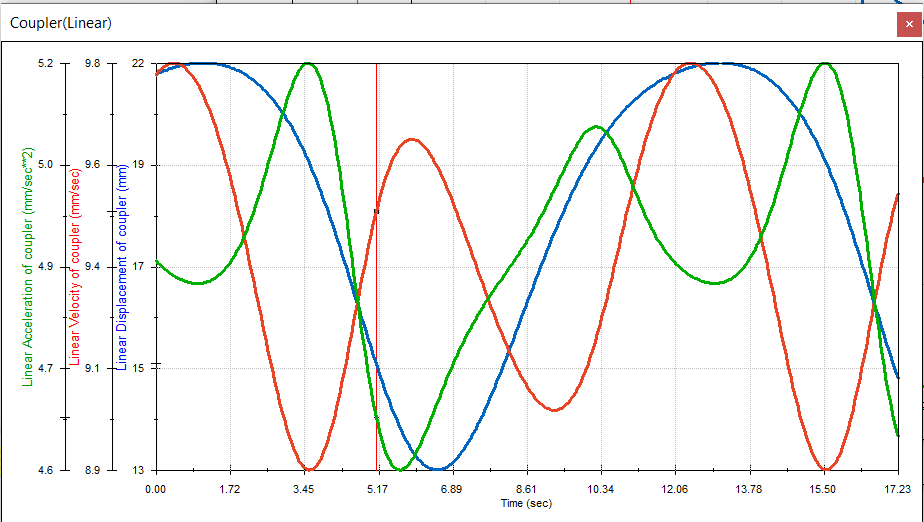 Coupler(Linear)
5.2 9.8 22
5.0 9.6 19
4.9 9.4 17
4.7 9.1 15
4.6 8.9 13
Linear Acceleration of coupler (mm/sec**2)
Linear Velocity of coupler (mm/sec)
Linear Displacement of coupler (mm)
0.00 1.72 3.45 5.17 6.89 8.61 10.34 12.06 13.78 15.50 17.23
Time (sec)